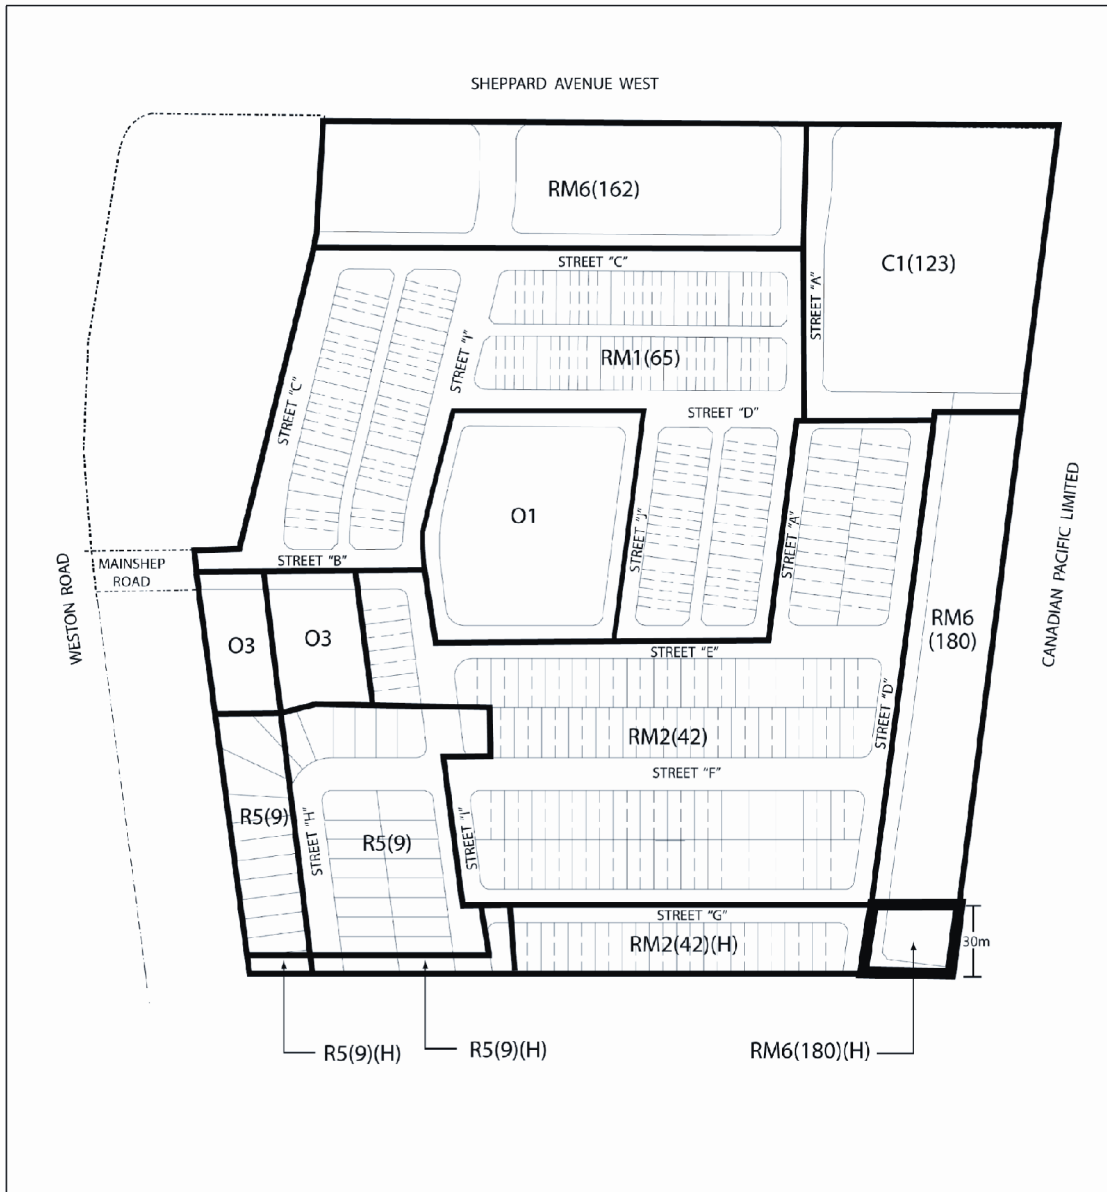 SHEPPARD AVENUE WEST
RM6(162)
C1(123)
STREET "C"
STREET "A"
STREET "I"
RM1(65)
STREET "C"
STREET "D"
O1
STREET "J"
STREET "A"
CANADIAN PACIFIC LIMITED
WESTON ROAD
MAINSHEP
ROAD
STREET "B"
O3
O3
RM6
(180)
STREET "E"
STREET "D"
RM2(42)
STREET "F"
R5(9)
STREET "H"
R5(9)
STREET "I"
STREET "G"
RM2(42)(H)
30m
R5(9)(H)
R5(9)(H)
RM6(180)(H)